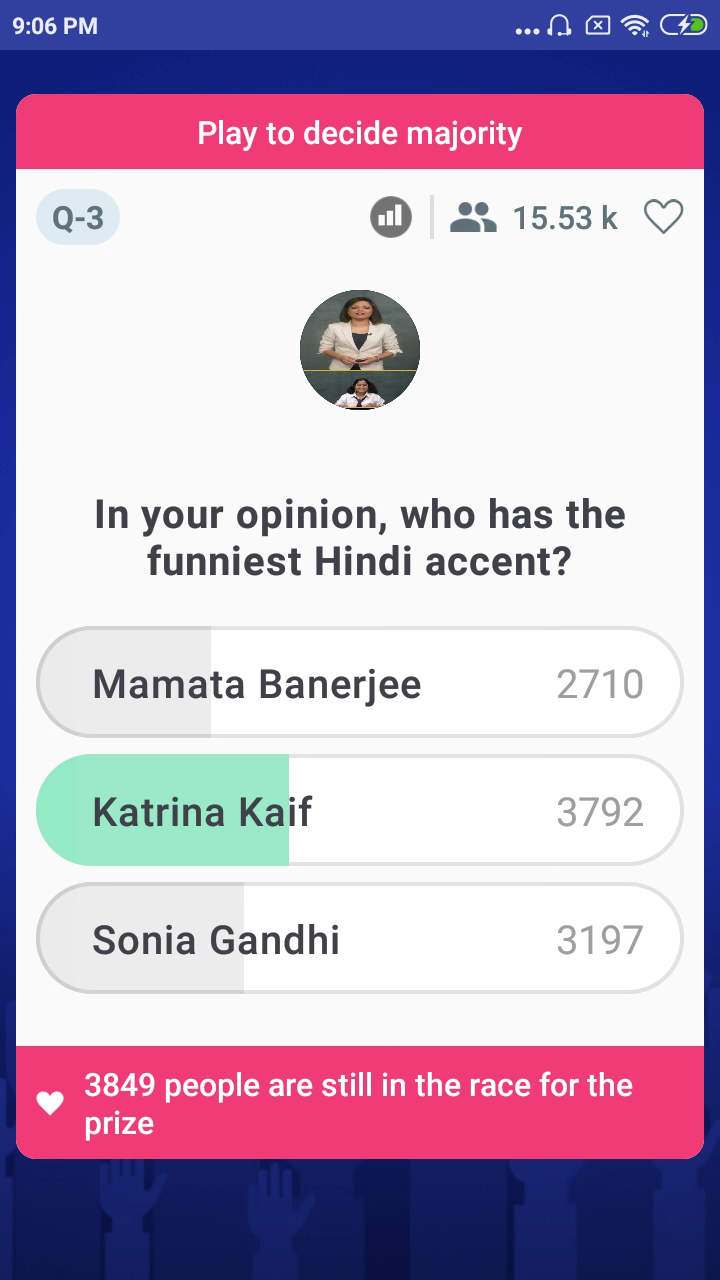 9:06 PM
Play to decide majority
Q-3
15.53 k
In your opinion, who has the
funniest Hindi accent?
Mamata Banerjee 2710
Katrina Kaif 3792
Sonia Gandhi 3197
3849 people are still in the race for the
prize